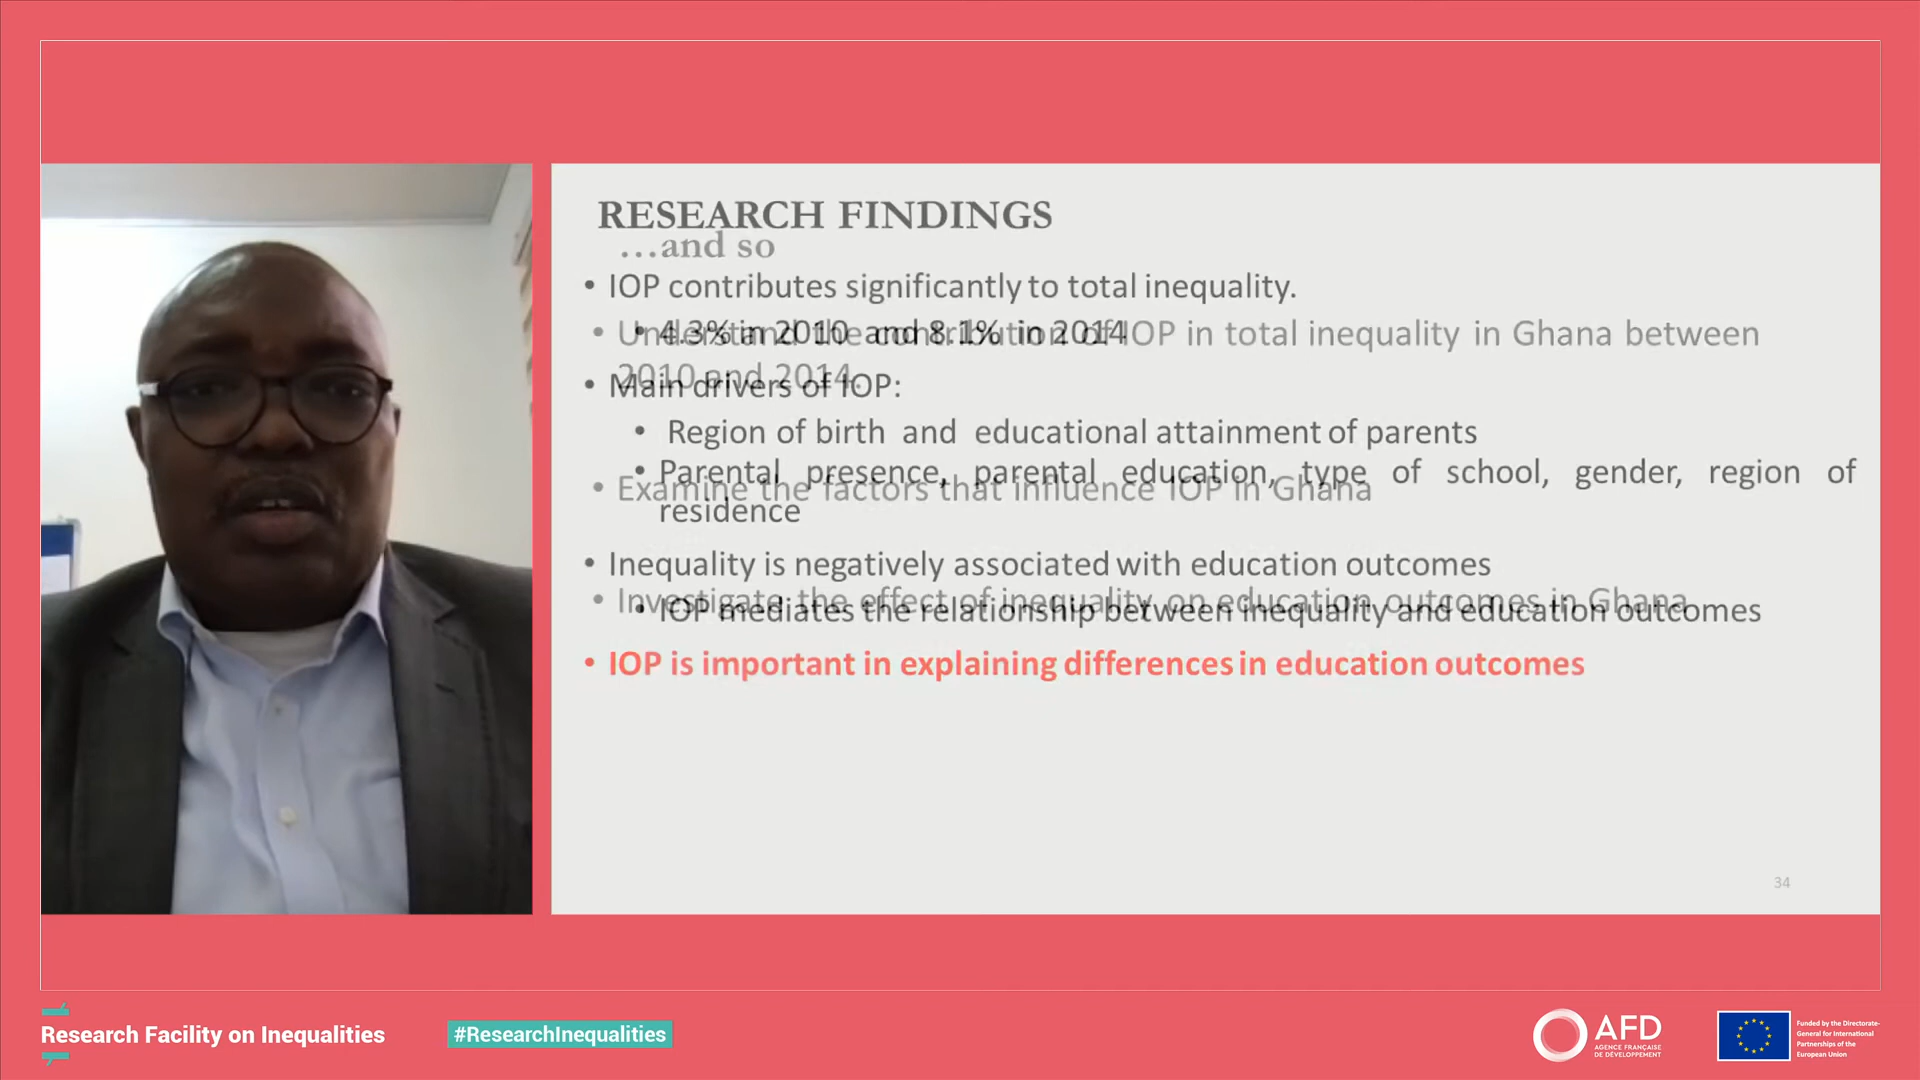 RESEARCH FINDINGS
…and so
• IOP contributes significantly to total inequality.
• Understand the contribution of IOP in total inequality in Ghana between
• 4.3% in 2010 and 8.1% in 2014
2010 and 2014.
• Main drivers of IOP:
• Region of birth and educational attainment of parents
• Parental presence, parental education, type of school, gender, region of
• Examine the factors that influence IOP in Ghana
residence
• Inequality is negatively associated with education outcomes
• Investigate the effect of inequality on education outcomes in Ghana
• IOP mediates the relationship between inequality and education outcomes
• IOP is important in explaining differences in education outcomes
34
Research Facility on Inequalities
#ResearchInequalities
AFD
AGENCE FRANÇAISE
DE DÉVELOPPEMENT
Funded by the Directorate-
General for International
Partnerships of the
European Union